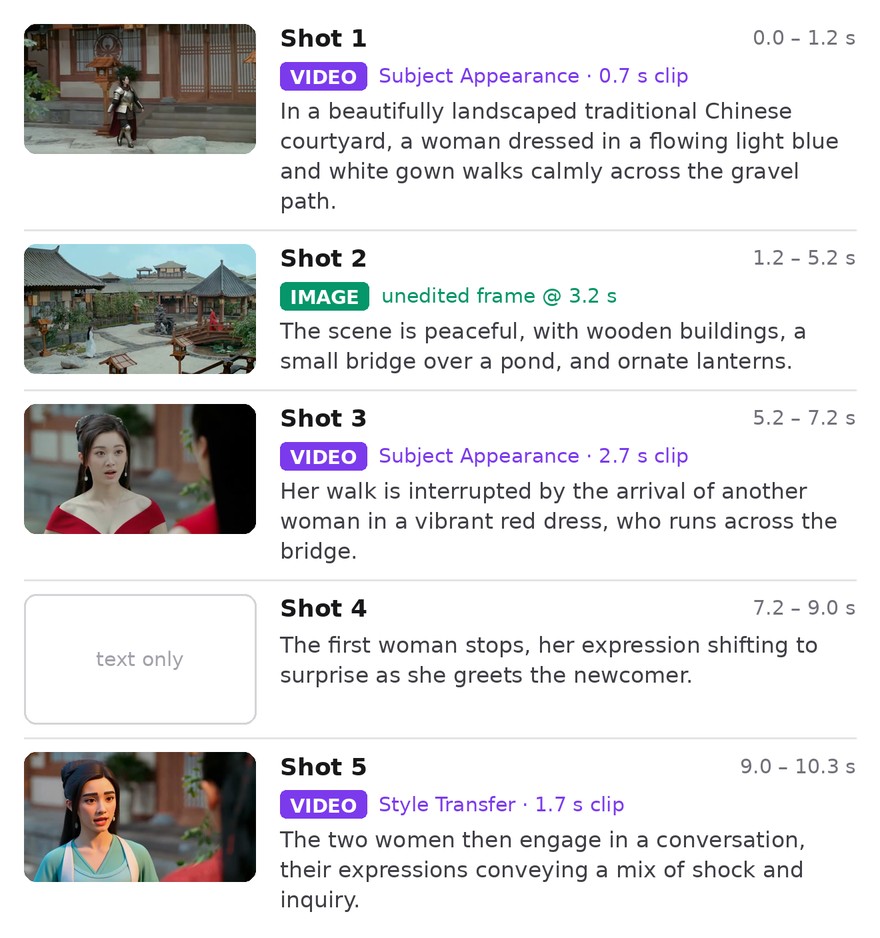 Shot 1
0.0 – 1.2 s
VIDEO Subject Appearance · 0.7 s clip
In a beautifully landscaped traditional Chinese
courtyard, a woman dressed in a flowing light blue
and white gown walks calmly across the gravel
path.
Shot 2
1.2 – 5.2 s
IMAGE unedited frame @ 3.2 s
The scene is peaceful, with wooden buildings, a
small bridge over a pond, and ornate lanterns.
Shot 3
5.2 – 7.2 s
VIDEO Subject Appearance · 2.7 s clip
Her walk is interrupted by the arrival of another
woman in a vibrant red dress, who runs across the
bridge.
text only
Shot 4
7.2 – 9.0 s
The first woman stops, her expression shifting to
surprise as she greets the newcomer.
Shot 5
9.0 – 10.3 s
VIDEO Style Transfer · 1.7 s clip
The two women then engage in a conversation,
their expressions conveying a mix of shock and
inquiry.